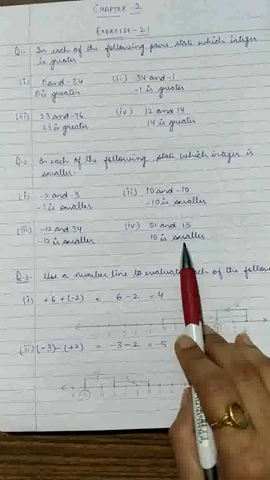 CHAPTER-2
EXERCISE-2.1
Q.1. In each of the following pairs state which integer
is greater
(i) 0 and -34 (ii) 34 and -1
0 is greater -1 is greater
(iii) 23 and -76 (iv) 12 and 14
23 is greater 14 is greater
Q.2. In each of the following state which integer is
smaller.
(i) -2 and -3 (ii) 10 and -10
-3 is smaller -10 is smaller
(iii) -12 and 34 (iv) 51 and 15
-12 is smaller 15 is smaller
Q.3. Use a number line to evaluate each of the follow
(i) +6 + (-2) = 6 - 2 = 4
(ii) (-3) - (+2) = -3 - 2 = -5